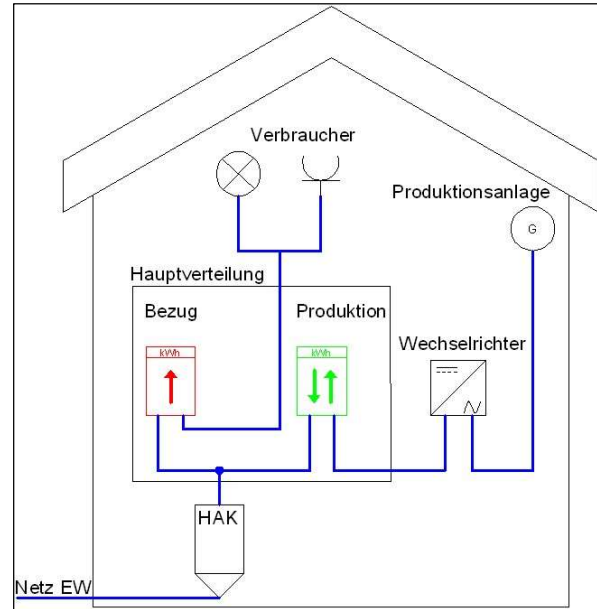 Verbraucher
Produktionsanlage
G
Hauptverteilung
Bezug
Produktion
kWh
kWh
Wechselrichter
HAK
Netz EW